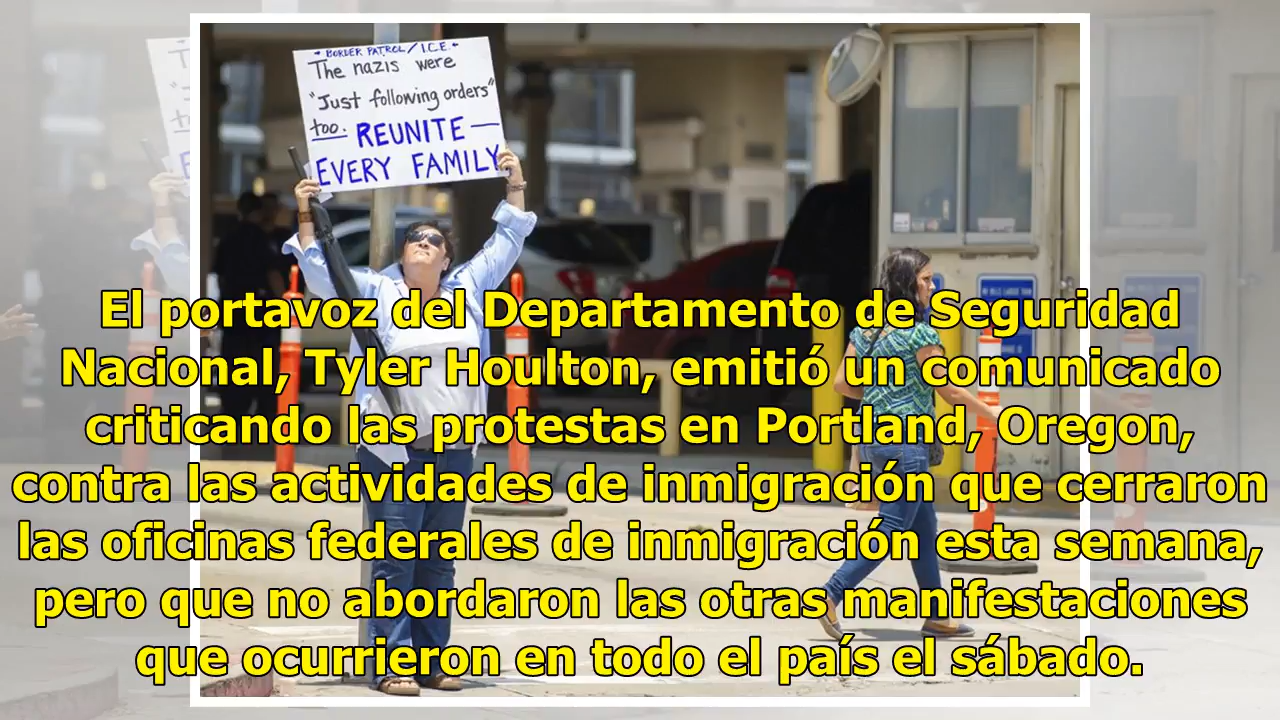 BORDER PATROL / I.C.E.
The nazis were
"Just following orders"
too. REUNITE —
EVERY FAMILY
El portavoz del Departamento de Seguridad
Nacional, Tyler Houlton, emitió un comunicado
criticando las protestas en Portland, Oregon,
contra las actividades de inmigración que cerraron
las oficinas federales de inmigración esta semana,
pero que no abordaron las otras manifestaciones
que ocurrieron en todo el país el sábado.